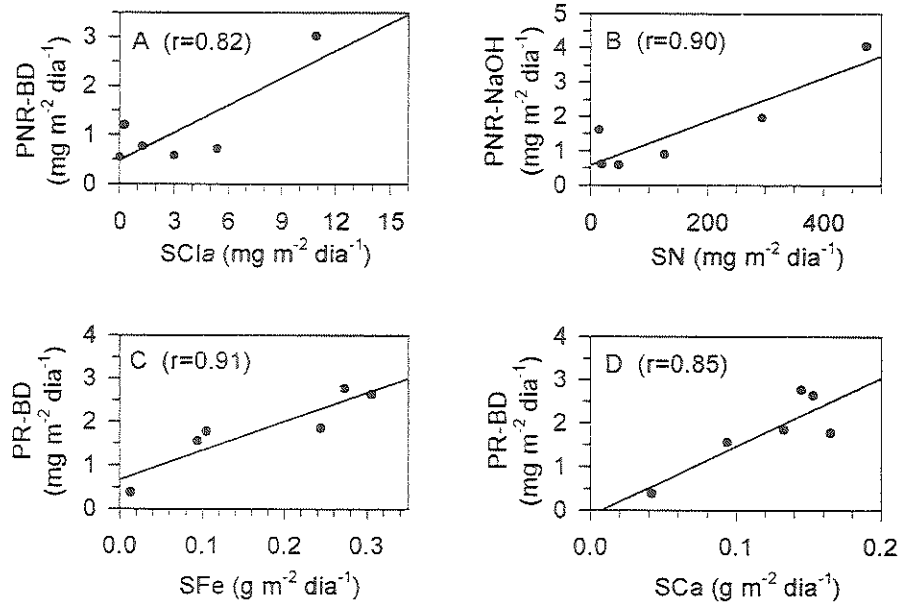 A (r=0.82)
PNR-BD
(mg m-2 dia-1)
3
2
1
0
0 3 6 9 12 15
SCla (mg m-2 dia-1)
B (r=0.90)
PNR-NaOH
(mg m-2 dia-1)
5
4
3
2
1
0
0 200 400
SN (mg m-2 dia-1)
C (r=0.91)
PR-BD
(mg m-2 dia-1)
4
3
2
1
0
0.0 0.1 0.2 0.3
SFe (g m-2 dia-1)
D (r=0.85)
PR-BD
(mg m-2 dia-1)
4
3
2
1
0
0.0 0.1 0.2
SCa (g m-2 dia-1)